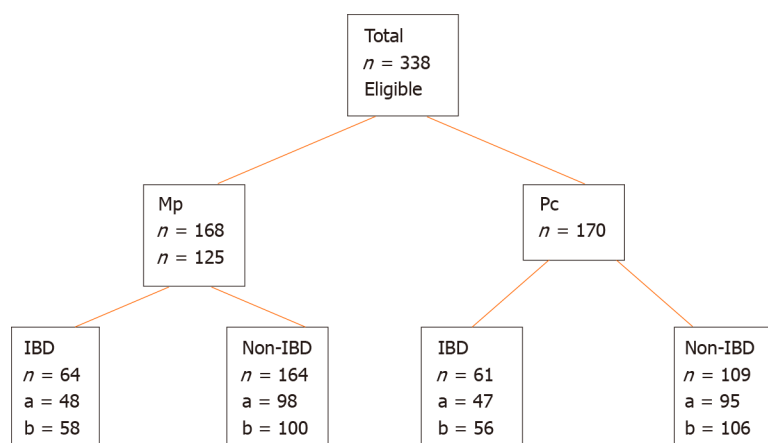 Total
n = 338
Eligible
Mp
n = 168
n = 125
Pc
n = 170
IBD
n = 64
a = 48
b = 58
Non-IBD
n = 164
a = 98
b = 100
IBD
n = 61
a = 47
b = 56
Non-IBD
n = 109
a = 95
b = 106